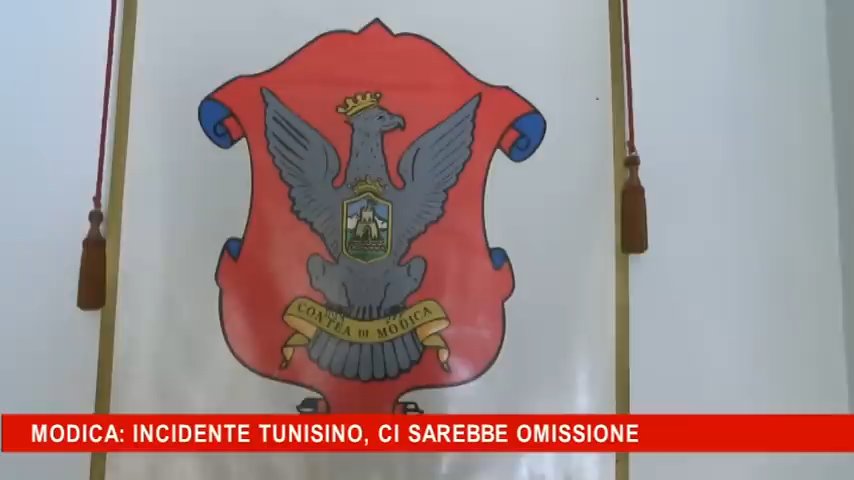 CONTEA DI MODICA
MODICA: INCIDENTE TUNISINO, CI SAREBBE OMISSIONE